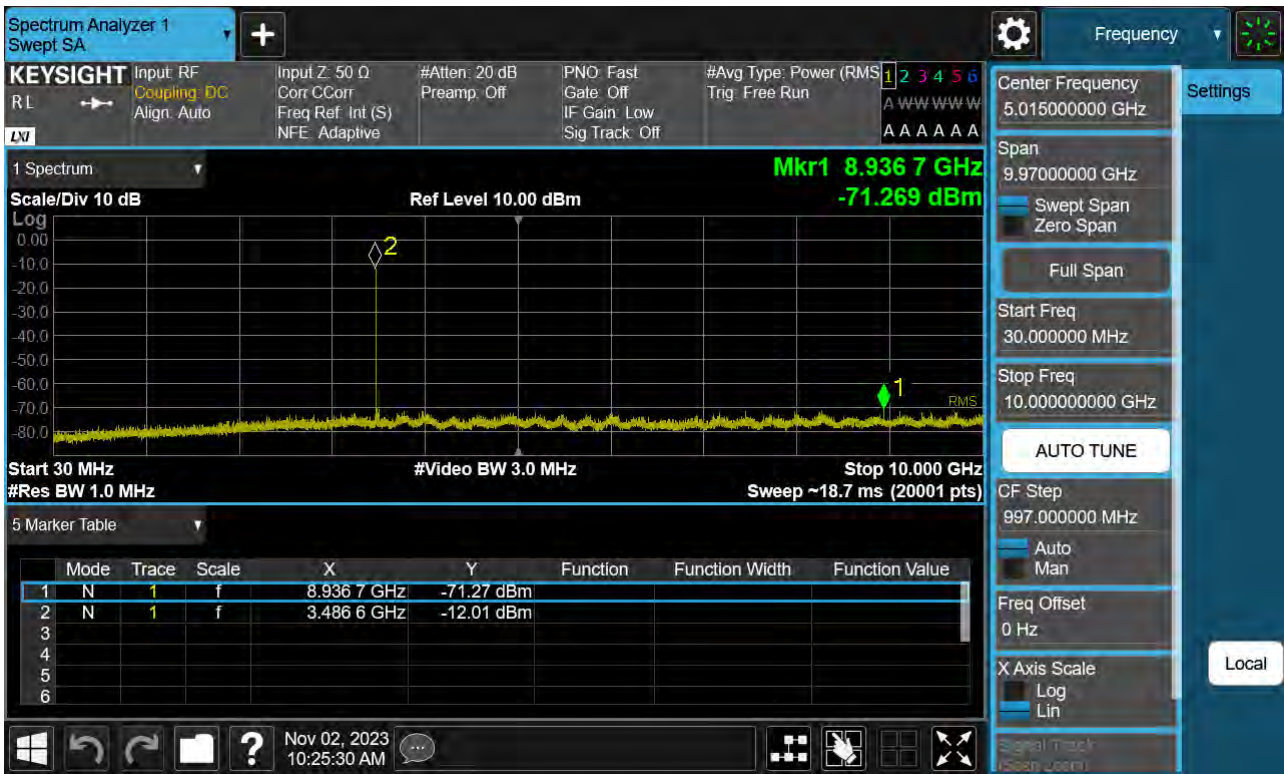 Spectrum Analyzer 1
Swept SA
Frequency
KEYSIGHT
RL
LXI
Input: RF
Coupling: DC
Align: Auto
Input Z: 50 Ω
Corr CCorr
Freq Ref: Int (S)
NFE: Adaptive
#Atten: 20 dB
Preamp: Off
PNO: Fast
Gate: Off
IF Gain: Low
Sig Track: Off
#Avg Type: Power (RMS
Trig: Free Run
1 2 3 4 5 6
A W W W W W
A A A A A A
1 Spectrum
Mkr1 8.936 7 GHz
Scale/Div 10 dB
Ref Level 10.00 dBm
-71.269 dBm
Log
0.00
-10.0
-20.0
-30.0
-40.0
-50.0
-60.0
-70.0
-80.0
2
1
RMS
Start 30 MHz
#Video BW 3.0 MHz
Stop 10.000 GHz
#Res BW 1.0 MHz
Sweep ~18.7 ms (20001 pts)
5 Marker Table
Mode Trace Scale X Y Function Function Width Function Value
1 N 1 f 8.936 7 GHz -71.27 dBm
2 N 1 f 3.486 6 GHz -12.01 dBm
3
4
5
6
Nov 02, 2023
10:25:30 AM
Center Frequency
5.015000000 GHz
Span
9.97000000 GHz
Swept Span
Zero Span
Full Span
Start Freq
30.000000 MHz
Stop Freq
10.000000000 GHz
AUTO TUNE
CF Step
997.000000 MHz
Auto
Man
Freq Offset
0 Hz
X Axis Scale
Log
Lin
Signal Track
(Span Zoom)
Settings
Local